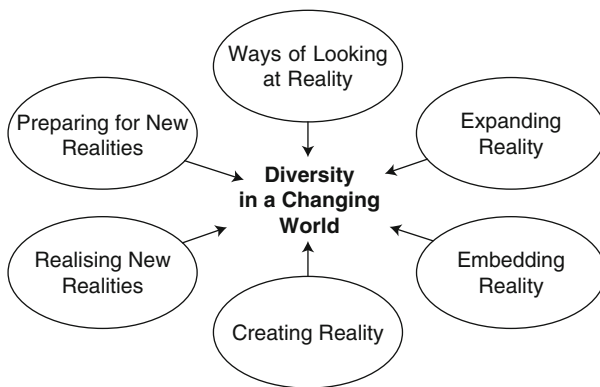 Ways of Looking
at Reality
Preparing for New
Realities
Expanding
Reality
Diversity
in a Changing
World
Realising New
Realities
Embedding
Reality
Creating Reality